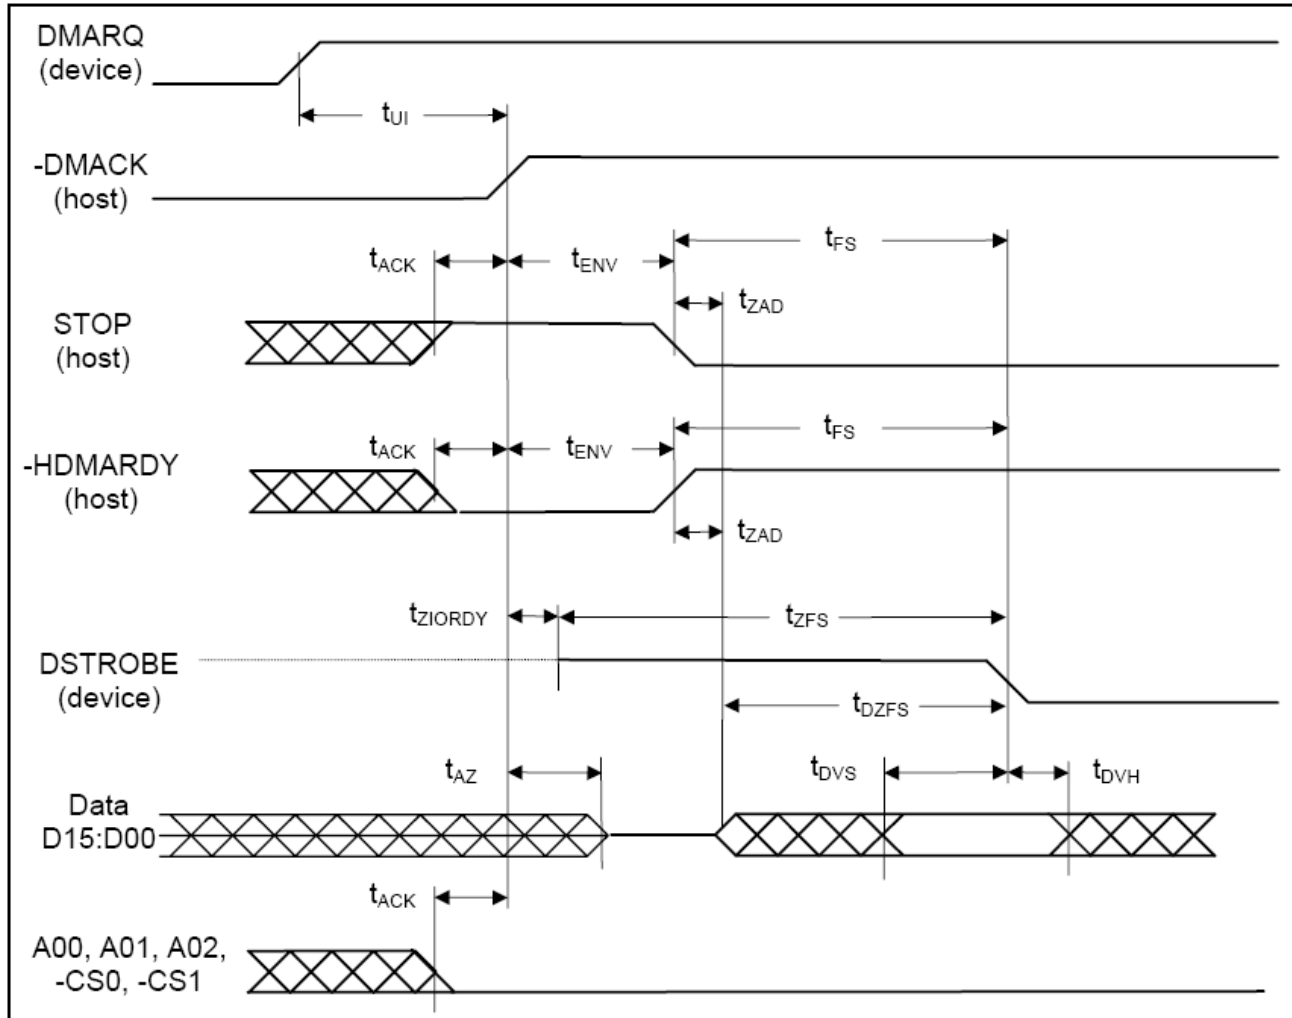 DMARQ
(device)
tUI
-DMACK
(host)
tFS
tACK
tENV
tZAD
STOP
(host)
tFS
tACK
tENV
-HDMARDY
(host)
tZAD
tZIORDY
tZFS
DSTROBE
(device)
tDZFS
tAZ
tDVS
tDVH
Data
D15:D00
tACK
A00, A01, A02,
-CS0, -CS1